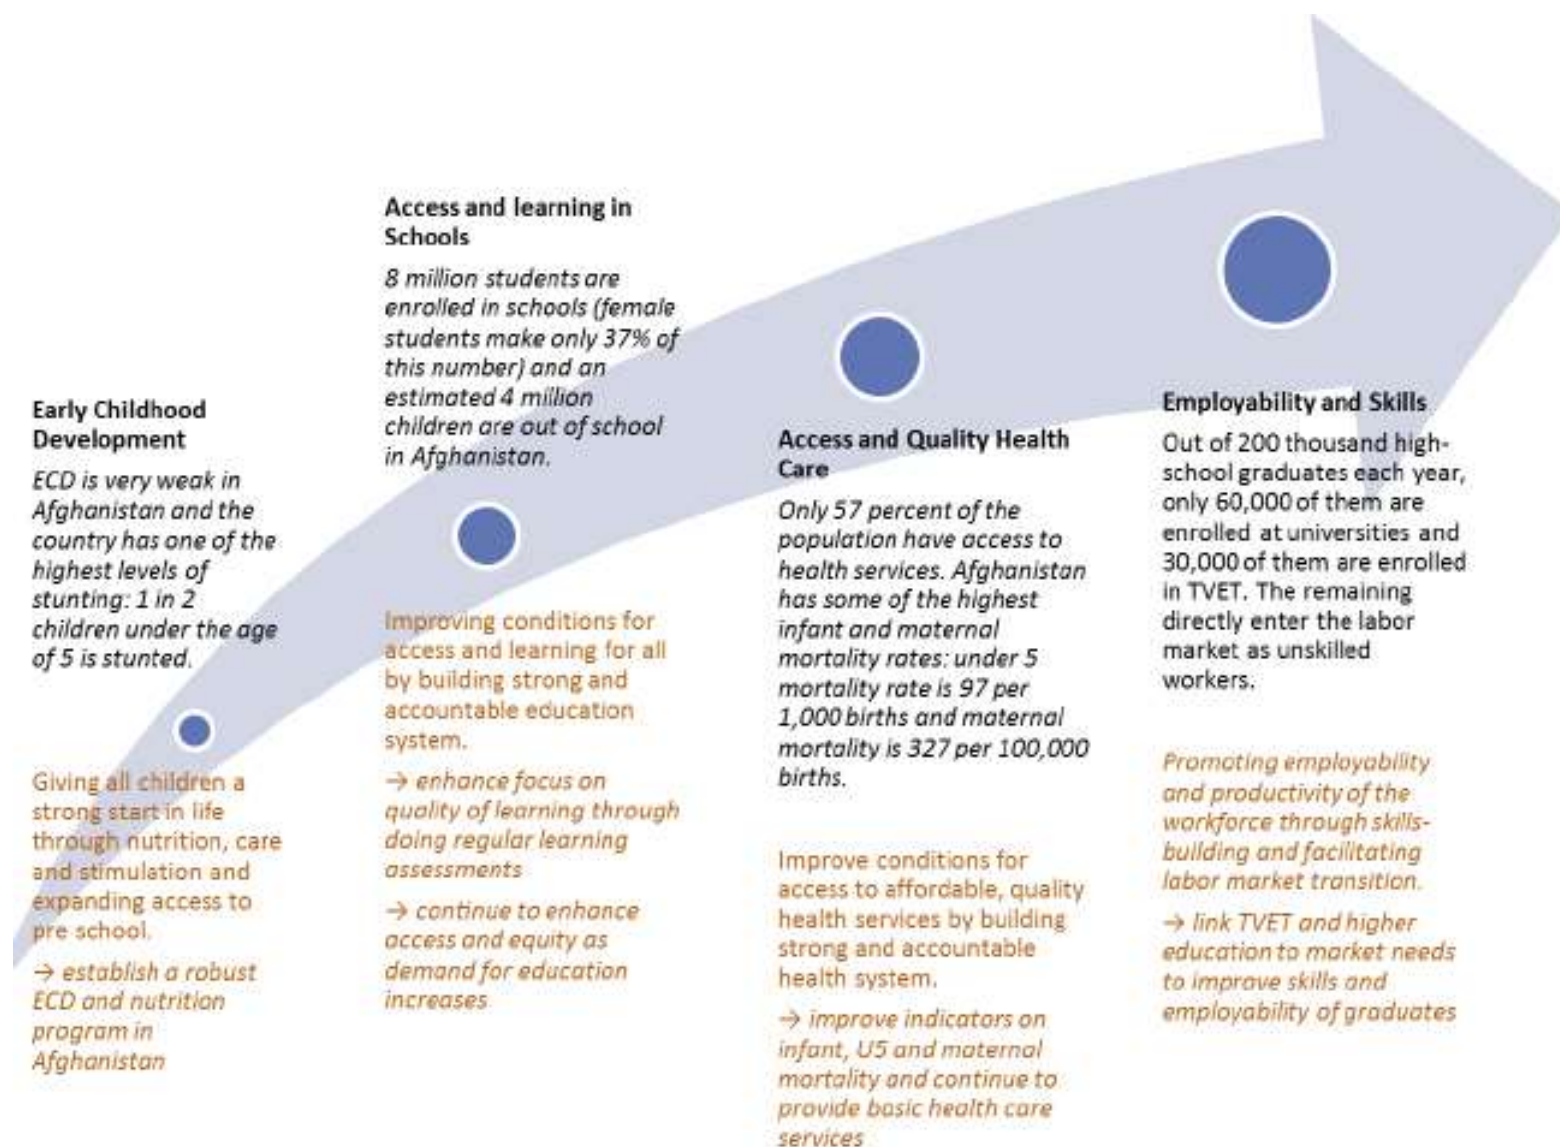 Early Childhood
Development
ECD is very weak in
Afghanistan and the
country has one of the
highest levels of
stunting: 1 in 2
children under the age
of 5 is stunted.
Giving all children a
strong start in life
through nutrition, care
and stimulation and
expanding access to
pre school.
→ establish a robust
ECD and nutrition
program in
Afghanistan
Access and learning in
Schools
8 million students are
enrolled in schools (female
students make only 37% of
this number) and an
estimated 4 million
children are out of school
in Afghanistan.
Improving conditions for
access and learning for all
by building strong and
accountable education
system.
→ enhance focus on
quality of learning through
doing regular learning
assessments
→ continue to enhance
access and equity as
demand for education
increases
Access and Quality Health
Care
Only 57 percent of the
population have access to
health services. Afghanistan
has some of the highest
infant and maternal
mortality rates: under 5
mortality rate is 97 per
1,000 births and maternal
mortality is 327 per 100,000
births.
Improve conditions for
access to affordable, quality
health services by building
strong and accountable
health system.
→ improve indicators on
infant, U5 and maternal
mortality and continue to
provide basic health care
services
Employability and Skills
Out of 200 thousand high-
school graduates each year,
only 60,000 of them are
enrolled at universities and
30,000 of them are enrolled
in TVET. The remaining
directly enter the labor
market as unskilled
workers.
Promoting employability
and productivity of the
workforce through skills-
building and facilitating
labor market transition.
→ link TVET and higher
education to market needs
to improve skills and
employability of graduates